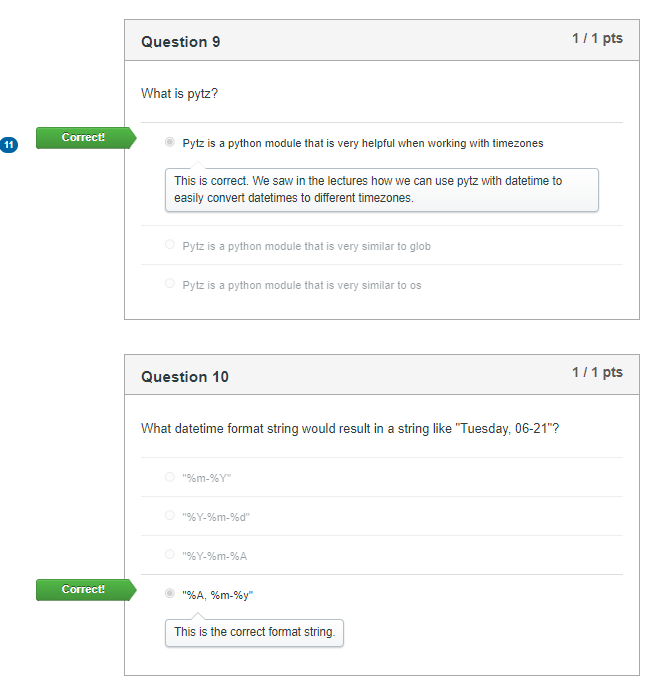 Question 9
1 / 1 pts
What is pytz?
11
Correct!
Pytz is a python module that is very helpful when working with timezones
This is correct. We saw in the lectures how we can use pytz with datetime to
easily convert datetimes to different timezones.
Pytz is a python module that is very similar to glob
Pytz is a python module that is very similar to os
Question 10
1 / 1 pts
What datetime format string would result in a string like "Tuesday, 06-21"?
"%m-%Y"
"%Y-%m-%d"
"%Y-%m-%A
Correct!
"%A, %m-%y"
This is the correct format string.